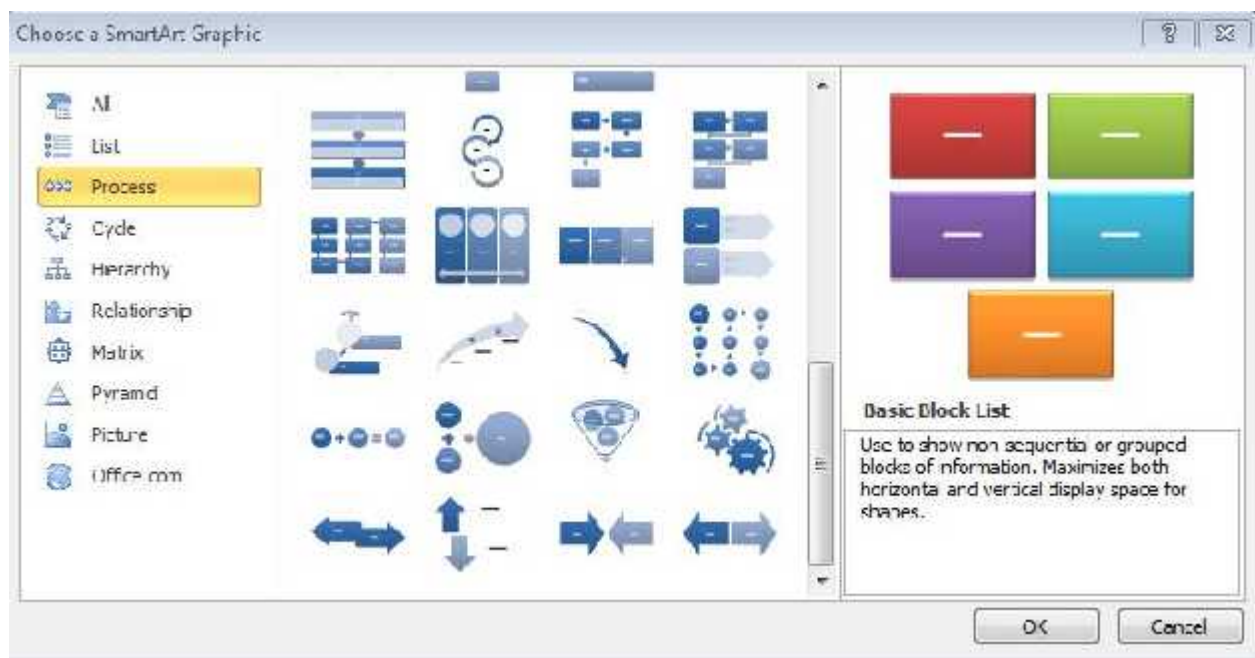 Choose a SmartArt Graphic
All
List
Process
Cycle
Hierarchy
Relationship
Matrix
Pyramid
Picture
Office.com
Basic Block List
Use to show non-sequential or grouped
blocks of information. Maximizes both
horizontal and vertical display space for
shapes.
OK
Cancel